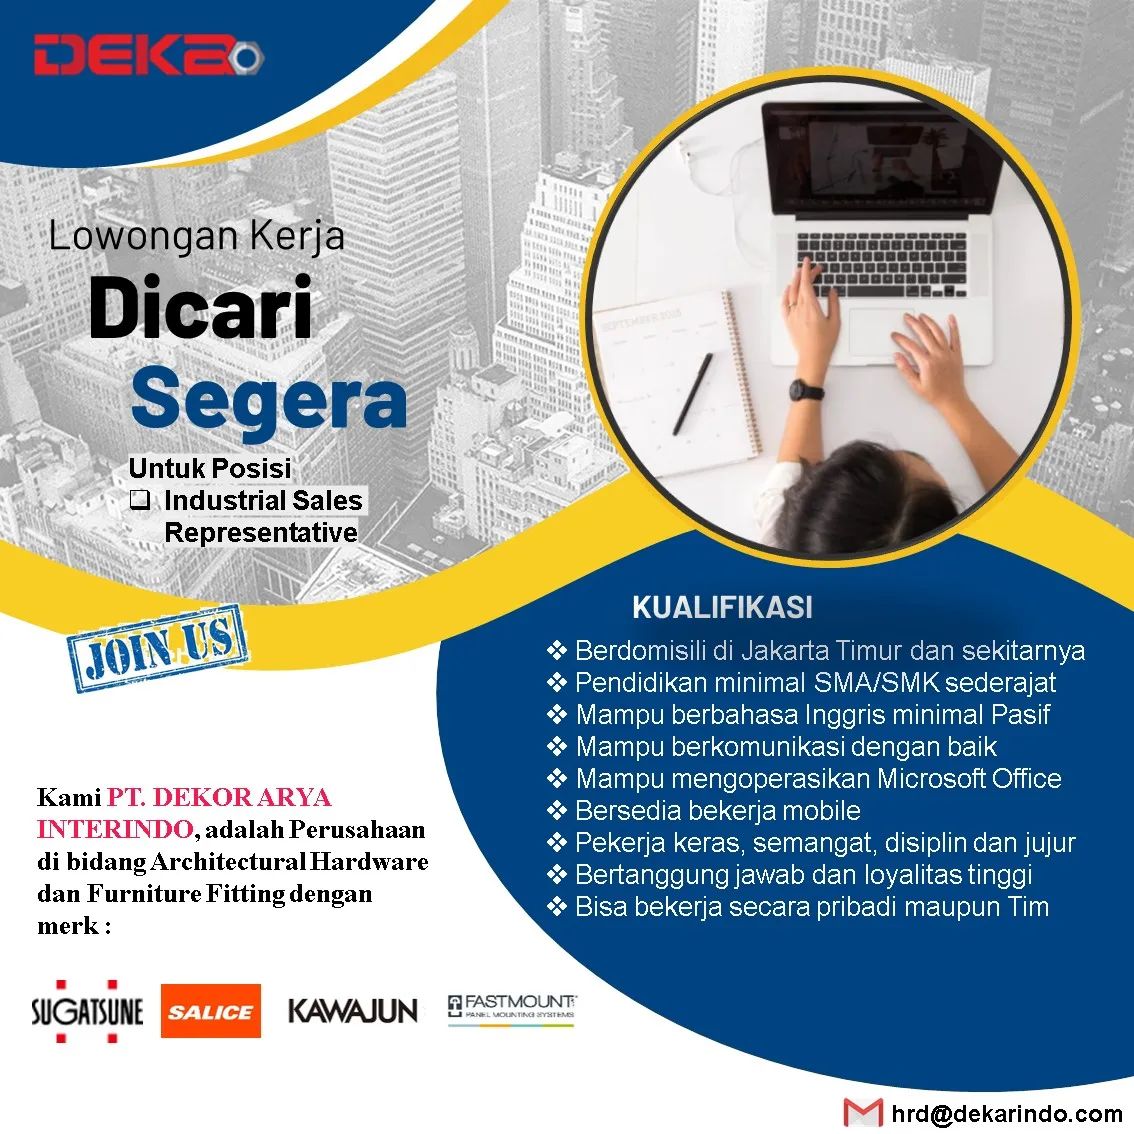 DEKA
Lowongan Kerja
Dicari
Segera
Untuk Posisi
❑ Industrial Sales
Representative
SEPTEMBER
JOIN US
KUALIFIKASI
❖ Berdomisili di Jakarta Timur dan sekitarnya
❖ Pendidikan minimal SMA/SMK sederajat
❖ Mampu berbahasa Inggris minimal Pasif
❖ Mampu berkomunikasi dengan baik
❖ Mampu mengoperasikan Microsoft Office
❖ Bersedia bekerja mobile
❖ Pekerja keras, semangat, disiplin dan jujur
❖ Bertanggung jawab dan loyalitas tinggi
❖ Bisa bekerja secara pribadi maupun Tim
Kami PT. DEKOR ARYA
INTERINDO, adalah Perusahaan
di bidang Architectural Hardware
dan Furniture Fitting dengan
merk :
SUGATSUNE
SALICE
KAWAJUN
FASTMOUNT
PANEL MOUNTING SYSTEMS
hrd@dekarindo.com